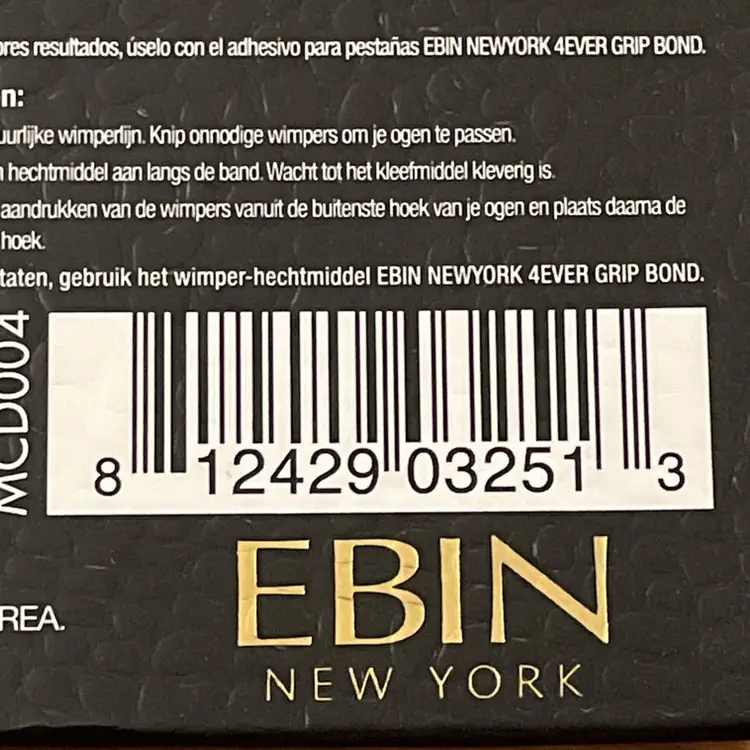 ores resultados, úselo con el adhesivo para pestañas EBIN NEWYORK 4EVER GRIP BOND.
n:
uurlijke wimperlijn. Knip onnodige wimpers om je ogen te passen.
n hechtmiddel aan langs de band. Wacht tot het kleefmiddel kleverig is.
aandrukken van de wimpers vanuit de buitenste hoek van je ogen en plaats daarna de
hoek.
taten, gebruik het wimper-hechtmiddel EBIN NEWYORK 4EVER GRIP BOND.
MCD004
8 12429 03251 3
REA.
EBIN
NEW YORK